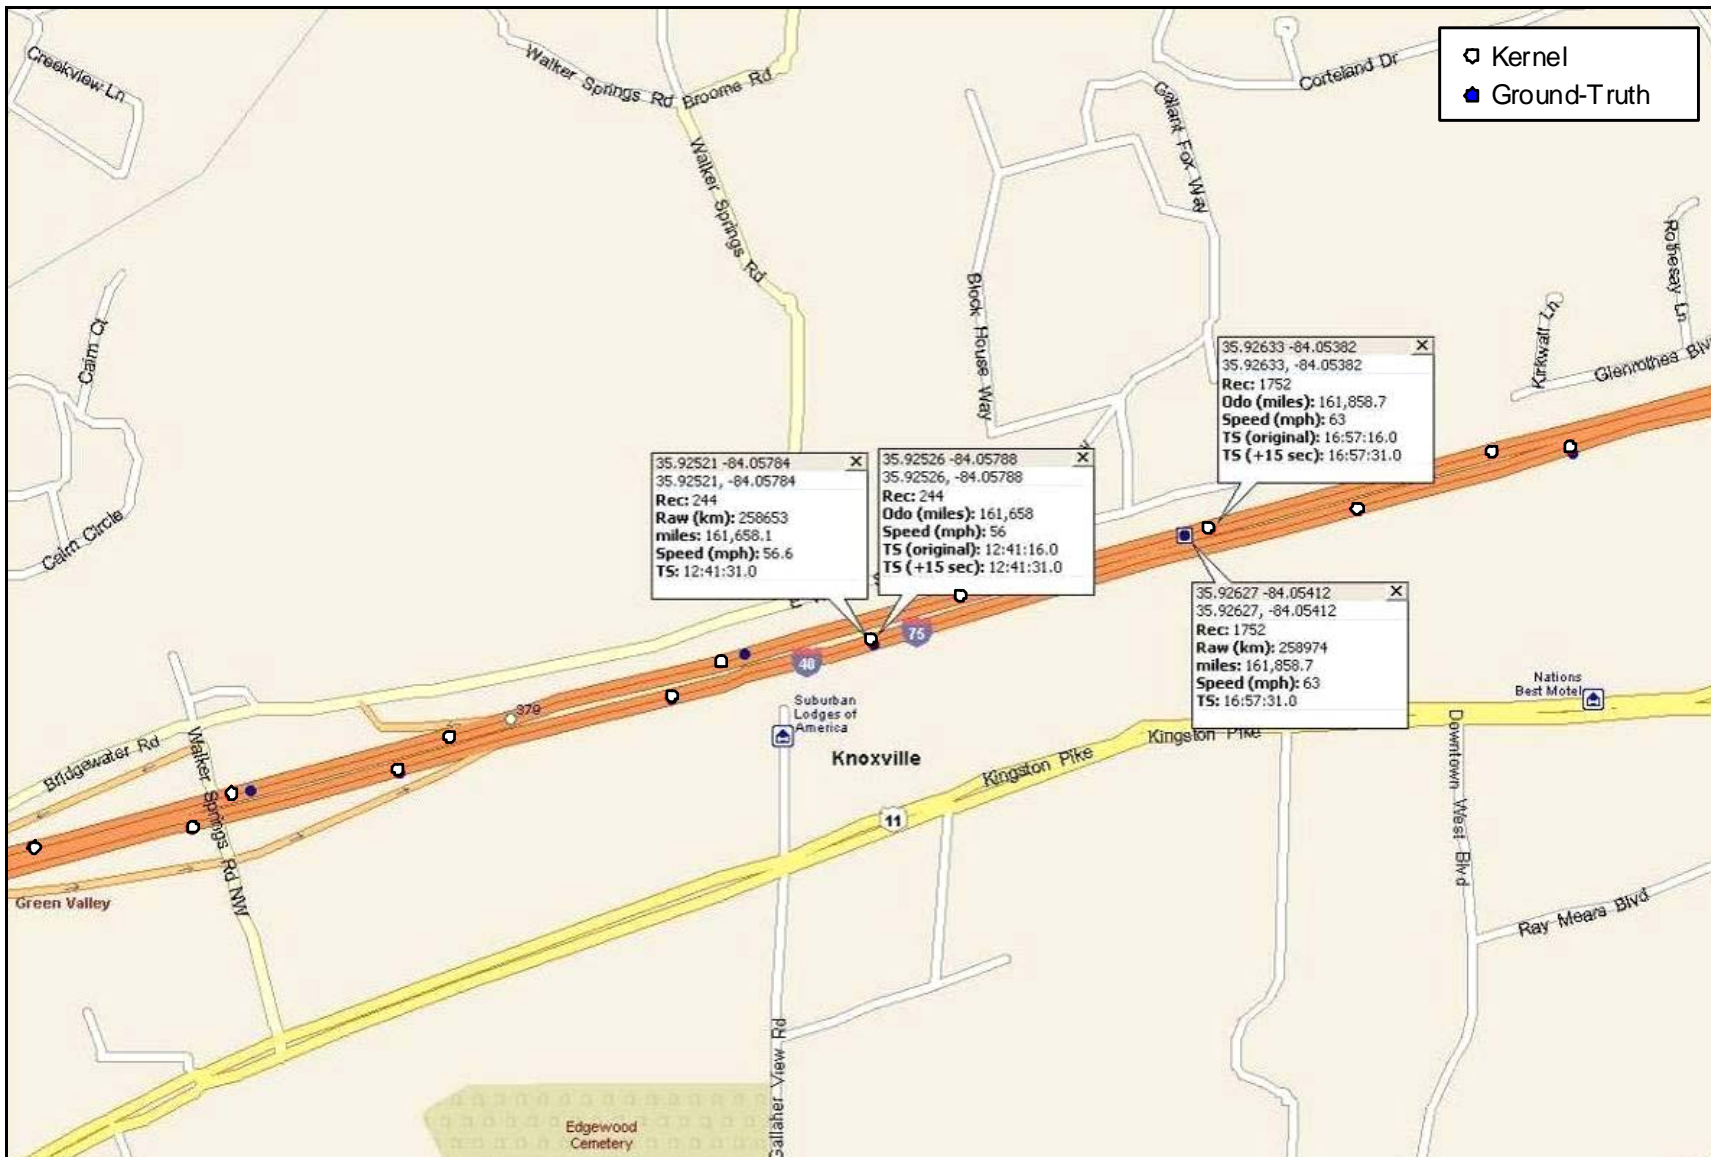 Kernel
Ground-Truth
Creekview Ln
Walker Springs Rd
Broome Rd
Corteland Dr
Gallant Fox Way
Walker Springs Rd
Rothesay Ln
Block House Way
Kirkwall Ln
Glenrothes Blv
Cairn Ct
Cairn Circle
35.92633 -84.05382
35.92633, -84.05382
Rec: 1752
Odo (miles): 161,858.7
Speed (mph): 63
TS (original): 16:57:16.0
TS (+15 sec): 16:57:31.0
35.92521 -84.05784
35.92521, -84.05784
Rec: 244
Raw (km): 258653
miles: 161,658.1
Speed (mph): 56.6
TS: 12:41:31.0
35.92526 -84.05788
35.92526, -84.05788
Rec: 244
Odo (miles): 161,658
Speed (mph): 56
TS (original): 12:41:16.0
TS (+15 sec): 12:41:31.0
35.92627 -84.05412
35.92627, -84.05412
Rec: 1752
Raw (km): 258974
miles: 161,858.7
Speed (mph): 63
TS: 16:57:31.0
75
40
379
Suburban
Lodges of
America
Nations
Best Motel
Bridgewater Rd
Walker Springs Rd NW
Knoxville
Kingston Pike
Kingston Pike
11
Downtown West Blvd
Green Valley
Ray Mears Blvd
Gallaher View Rd
Edgewood
Cemetery